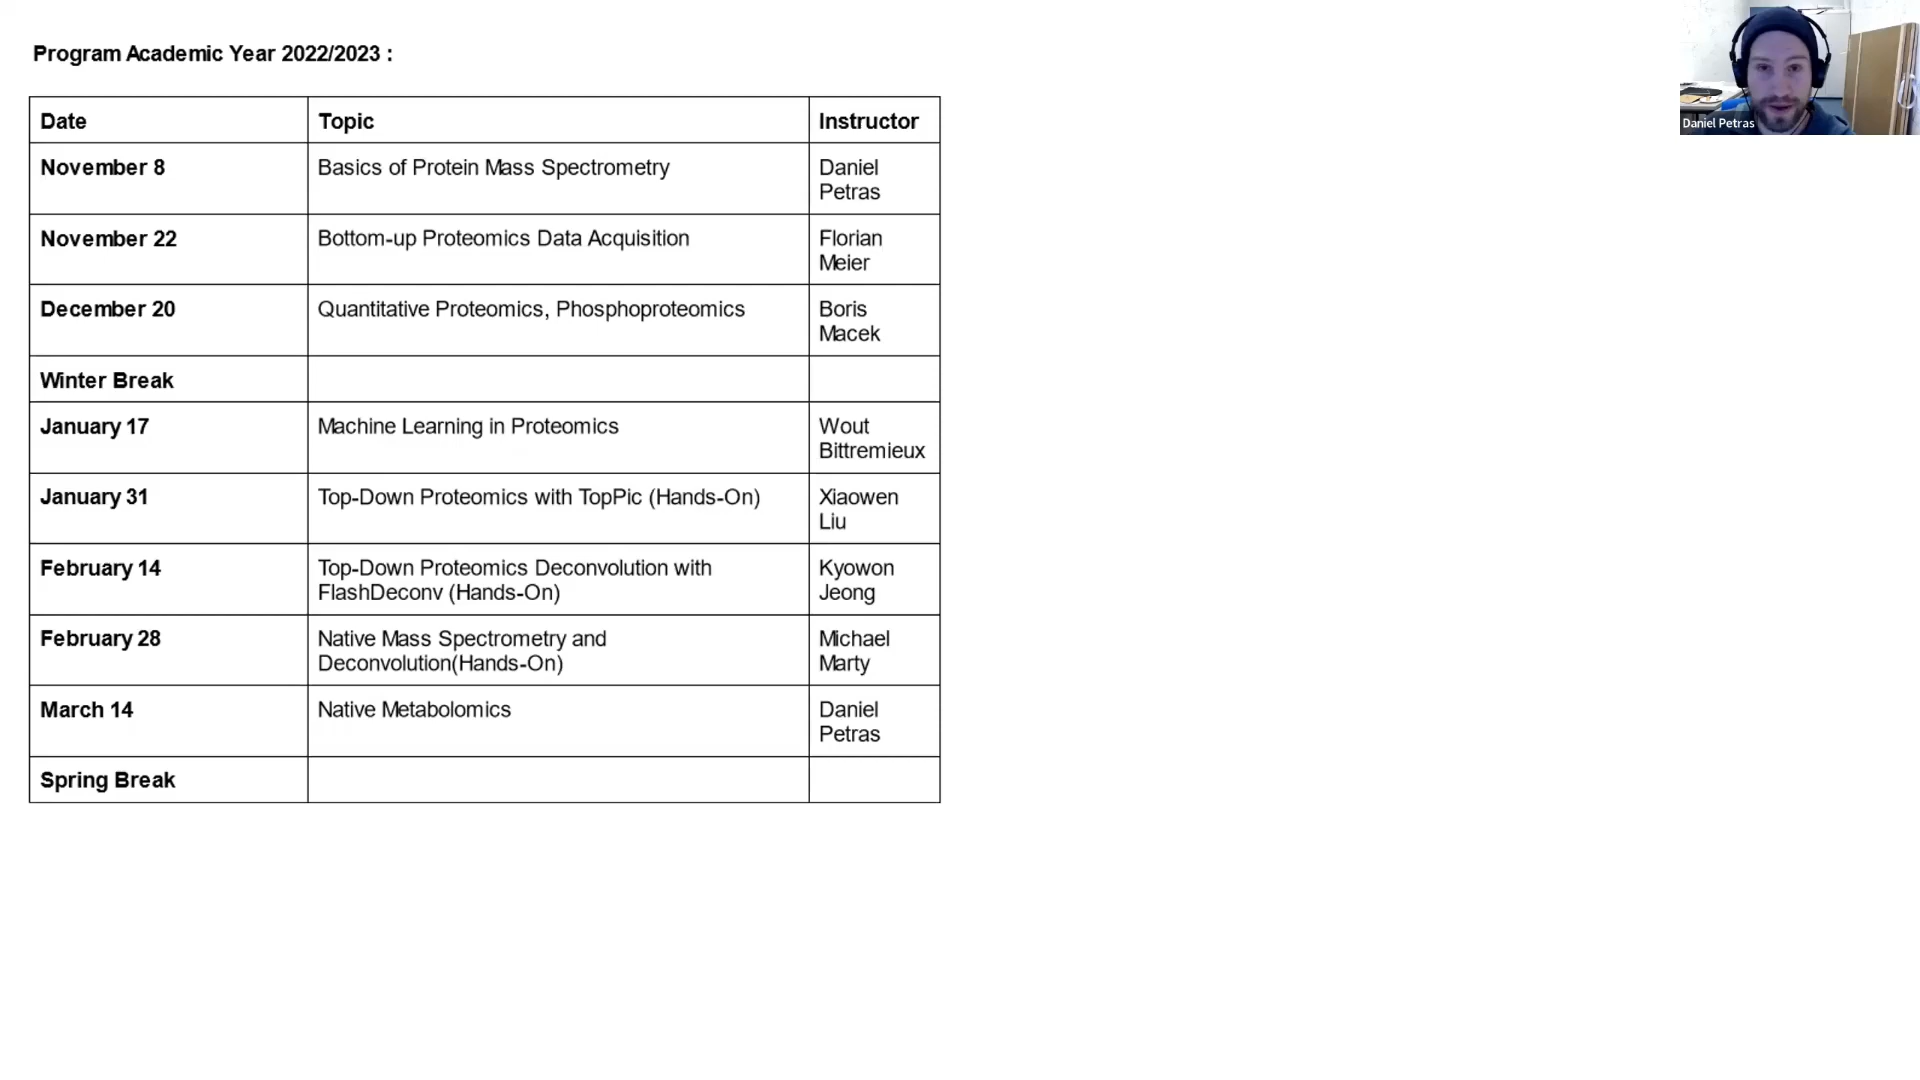 Program Academic Year 2022/2023 :
Date Topic Instructor
November 8 Basics of Protein Mass Spectrometry Daniel
Petras
November 22 Bottom-up Proteomics Data Acquisition Florian
Meier
December 20 Quantitative Proteomics, Phosphoproteomics Boris
Macek
Winter Break
January 17 Machine Learning in Proteomics Wout
Bittremieux
January 31 Top-Down Proteomics with TopPic (Hands-On) Xiaowen
Liu
February 14 Top-Down Proteomics Deconvolution with Kyowon
FlashDeconv (Hands-On) Jeong
February 28 Native Mass Spectrometry and Michael
Deconvolution(Hands-On) Marty
March 14 Native Metabolomics Daniel
Petras
Spring Break
Daniel Petras